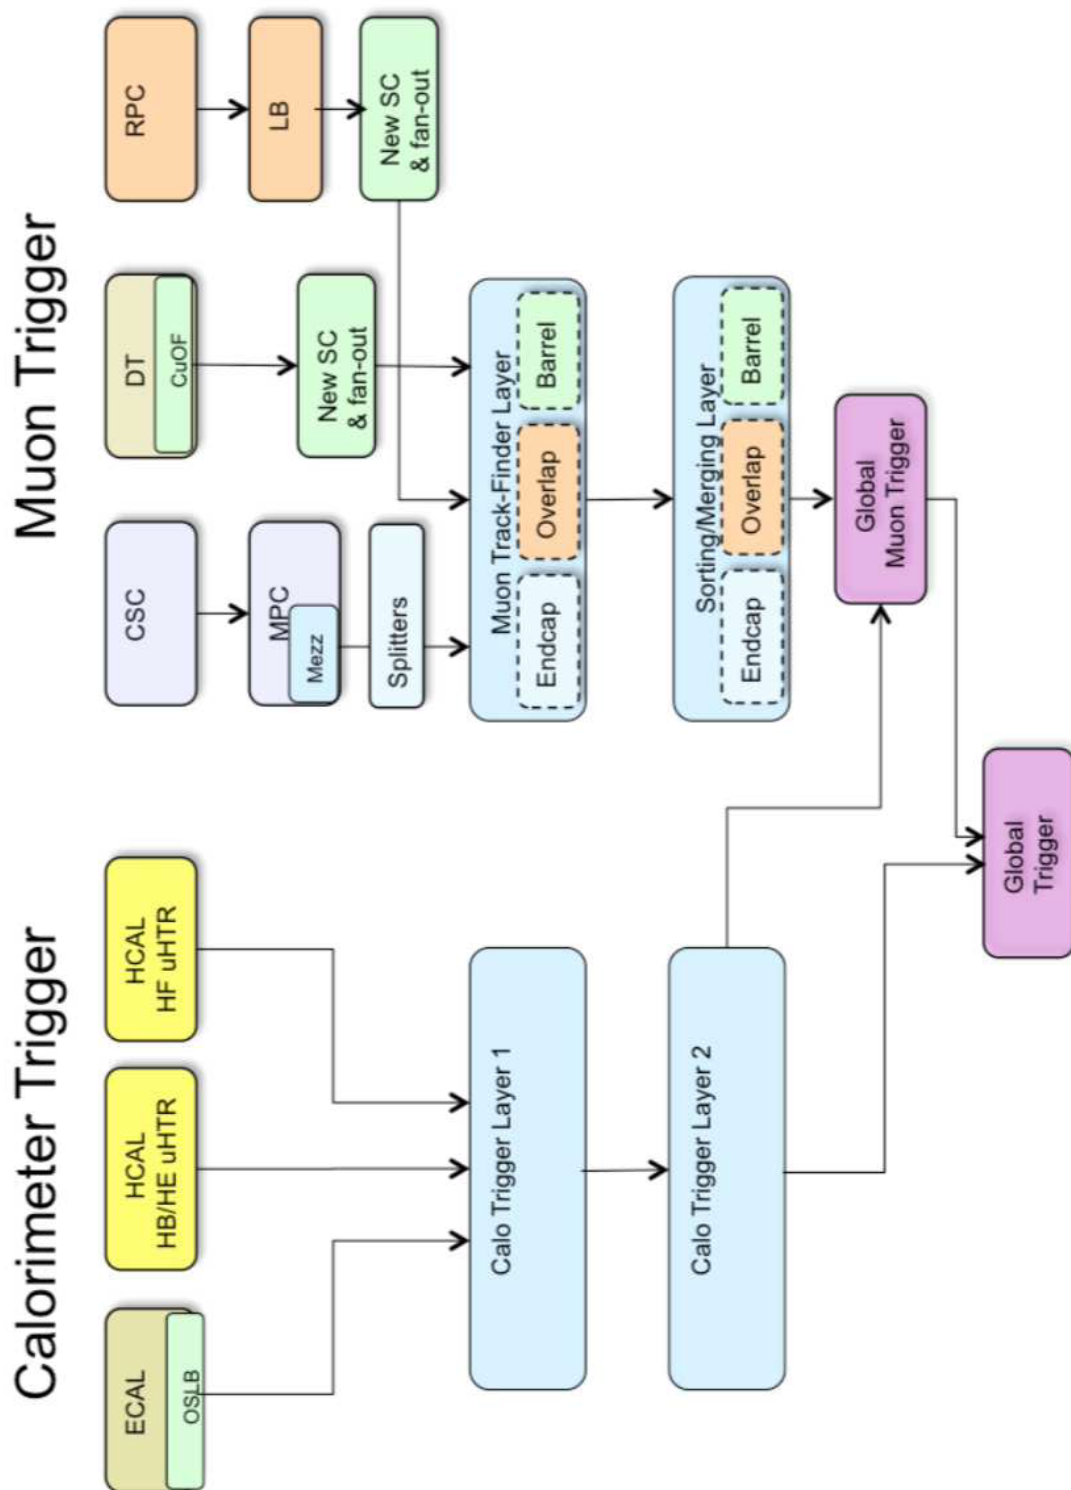 Calorimeter Trigger
Muon Trigger
ECAL
OSLB
HCAL
HB/HE uHTR
HCAL
HF uHTR
CSC
MPC
Mezz
Splitters
DT
CuOF
New SC
& fan-out
RPC
LB
New SC
& fan-out
Calo Trigger Layer 1
Muon Track-Finder Layer
Endcap
Overlap
Barrel
Calo Trigger Layer 2
Sorting/Merging Layer
Endcap
Overlap
Barrel
Global
Muon Trigger
Global
Trigger